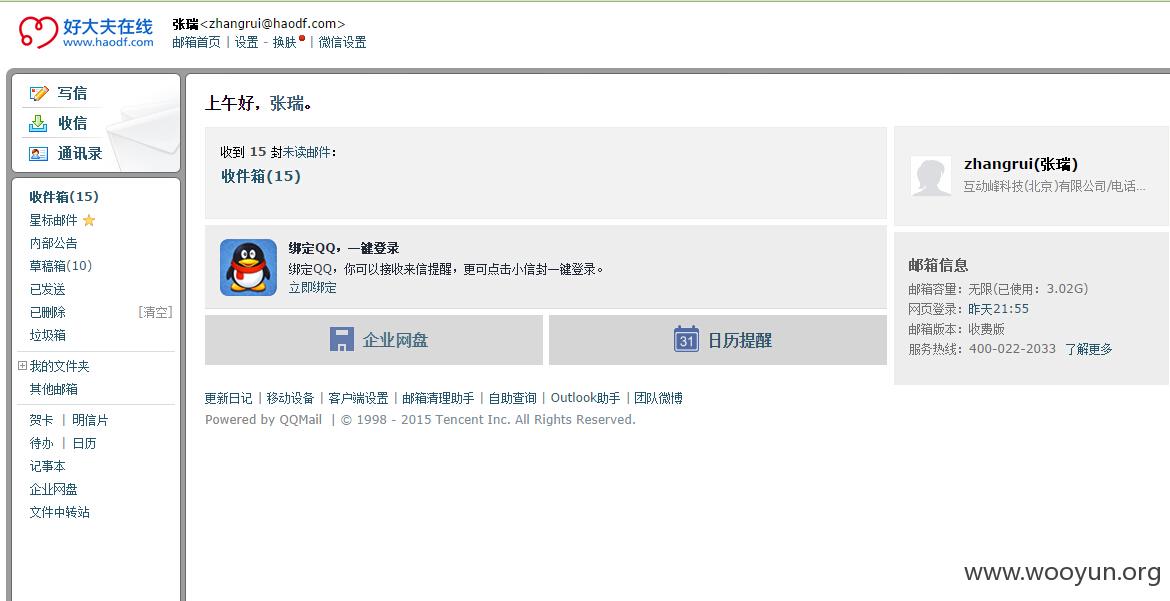 好大夫在线
www.haodf.com
张瑞<zhangrui@haodf.com>
邮箱首页 | 设置 - 换肤 | 微信设置
写信
收信
通讯录
收件箱(15)
星标邮件
内部公告
草稿箱(10)
已发送
已删除 [清空]
垃圾箱
我的文件夹
其他邮箱
贺卡 | 明信片
待办 | 日历
记事本
企业网盘
文件中转站
上午好，张瑞。
收到 15 封未读邮件：
收件箱(15)
绑定QQ，一键登录
绑定QQ，你可以接收来信提醒，更可点击小信封一键登录。
立即绑定
企业网盘
31 日历提醒
zhangrui(张瑞)
互动峰科技(北京)有限公司/电话...
邮箱信息
邮箱容量：无限(已使用：3.02G)
网页登录：昨天21:55
邮箱版本：收费版
服务热线：400-022-2033 了解更多
更新日记 | 移动设备 | 客户端设置 | 邮箱清理助手 | 自助查询 | Outlook助手 | 团队微博
Powered by QQMail | © 1998 - 2015 Tencent Inc. All Rights Reserved.
www.wooyun.org